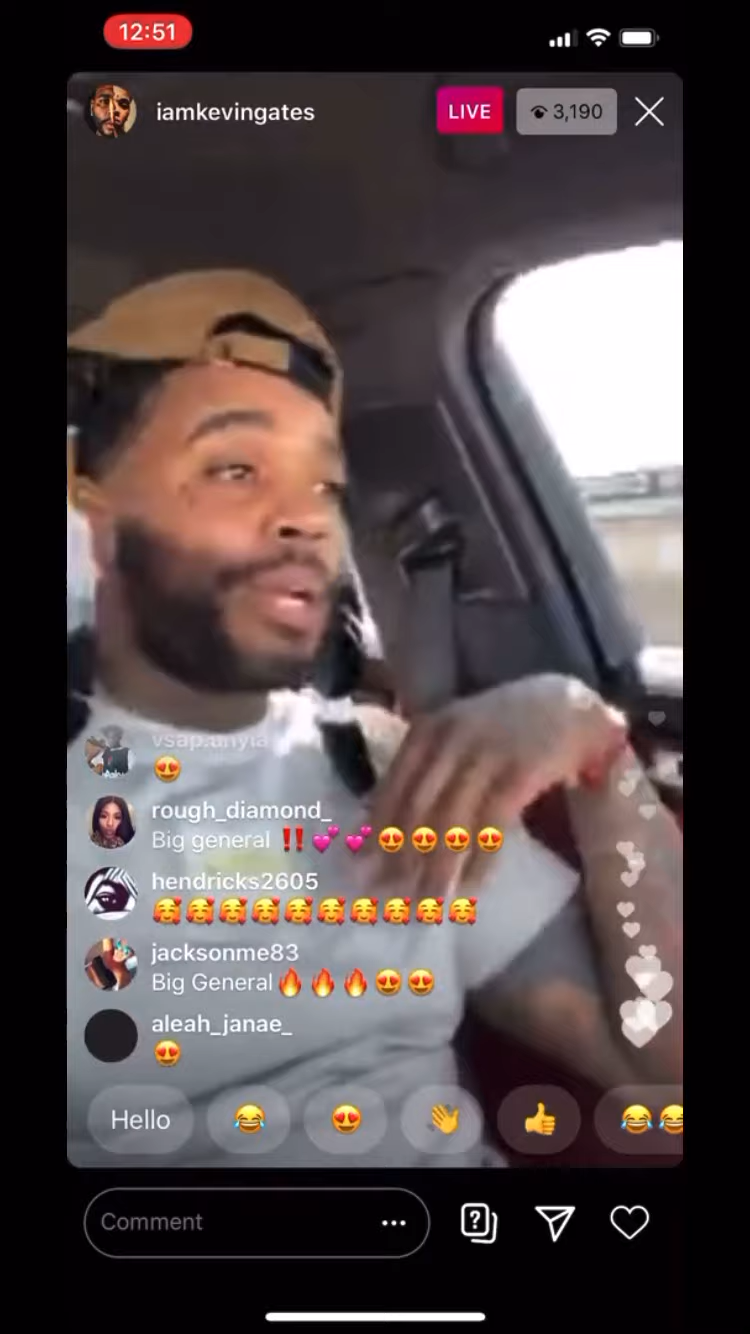 12:51
iamkevingates
LIVE
3,190
rough_diamond_
Big general ‼️💕💕😍😍😍😍
hendricks2605
🥰🥰🥰🥰🥰🥰🥰🥰🥰🥰
jacksonme83
Big General🔥🔥🔥😍😍
aleah_janae_
😍
Hello
Comment